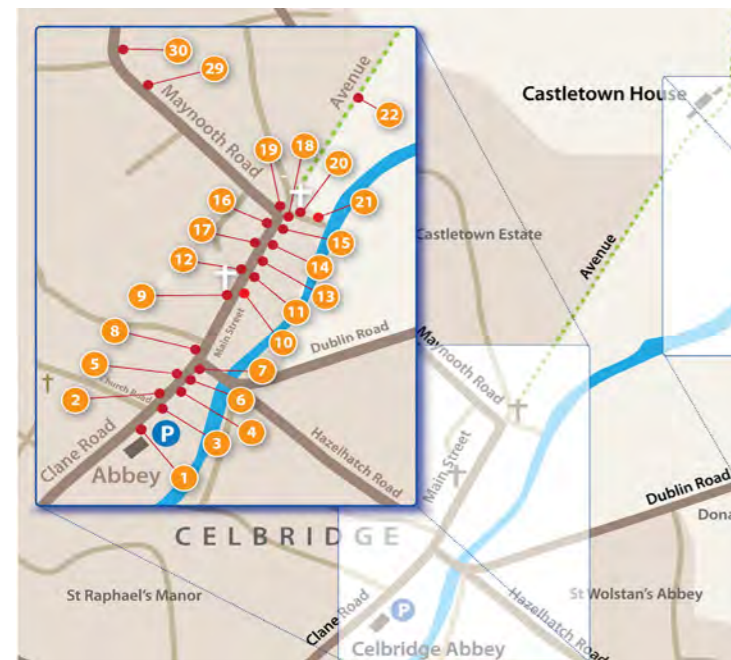 30
29
Maynooth Road
Avenue
22
Castletown House
19
18
20
16
21
17
15
12
14
9
13
11
10
Main Street
8
Dublin Road
5
7
Church Road
2
6
P
4
3
Clane Road
1
Abbey
Hazelhatch Road
Castletown Estate
Avenue
Maynooth Road
Main Street
Dublin Road
Dona
CELBRIDGE
St Raphael's Manor
St Wolstan's Abbey
Clane Road
P
Hazelhatch Road
Celbridge Abbey